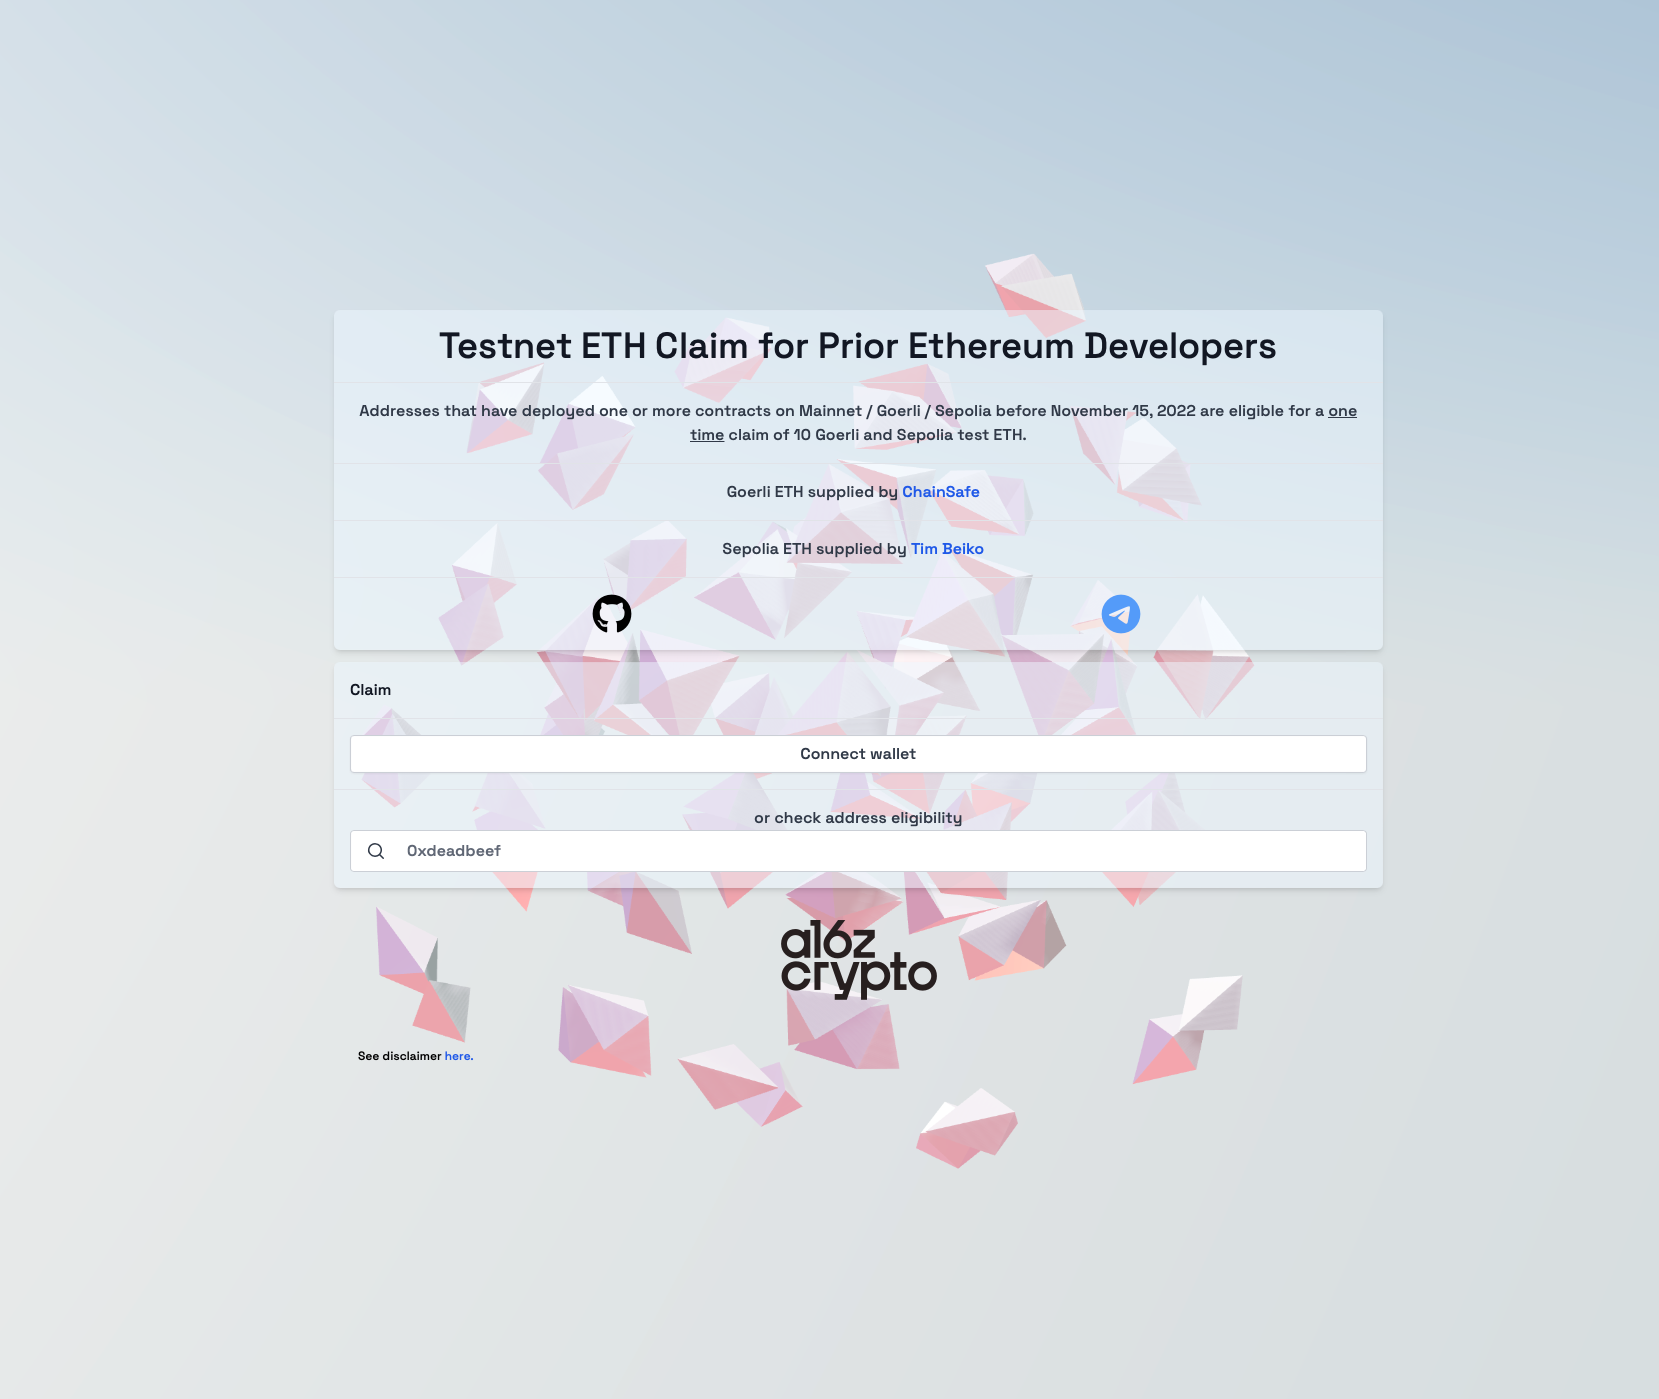 Testnet ETH Claim for Prior Ethereum Developers
Addresses that have deployed one or more contracts on Mainnet / Goerli / Sepolia before November 15, 2022 are eligible for a one
time claim of 10 Goerli and Sepolia test ETH.
Goerli ETH supplied by ChainSafe
Sepolia ETH supplied by Tim Beiko
Claim
Connect wallet
or check address eligibility
0xdeadbeef
a16z
crypto
See disclaimer here.